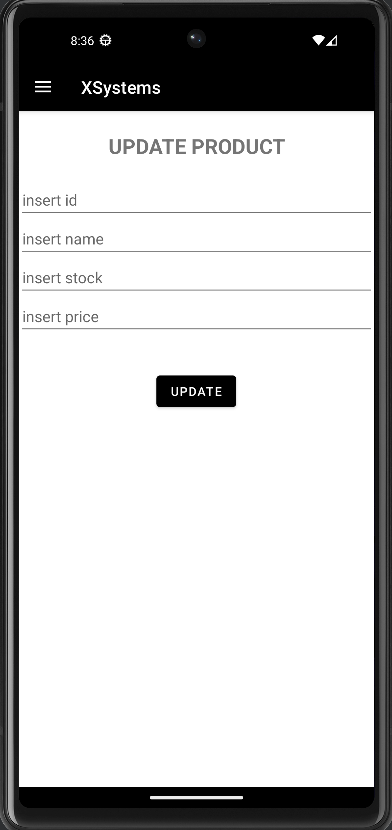 8:36
XSystems
UPDATE PRODUCT
insert id
insert name
insert stock
insert price
UPDATE